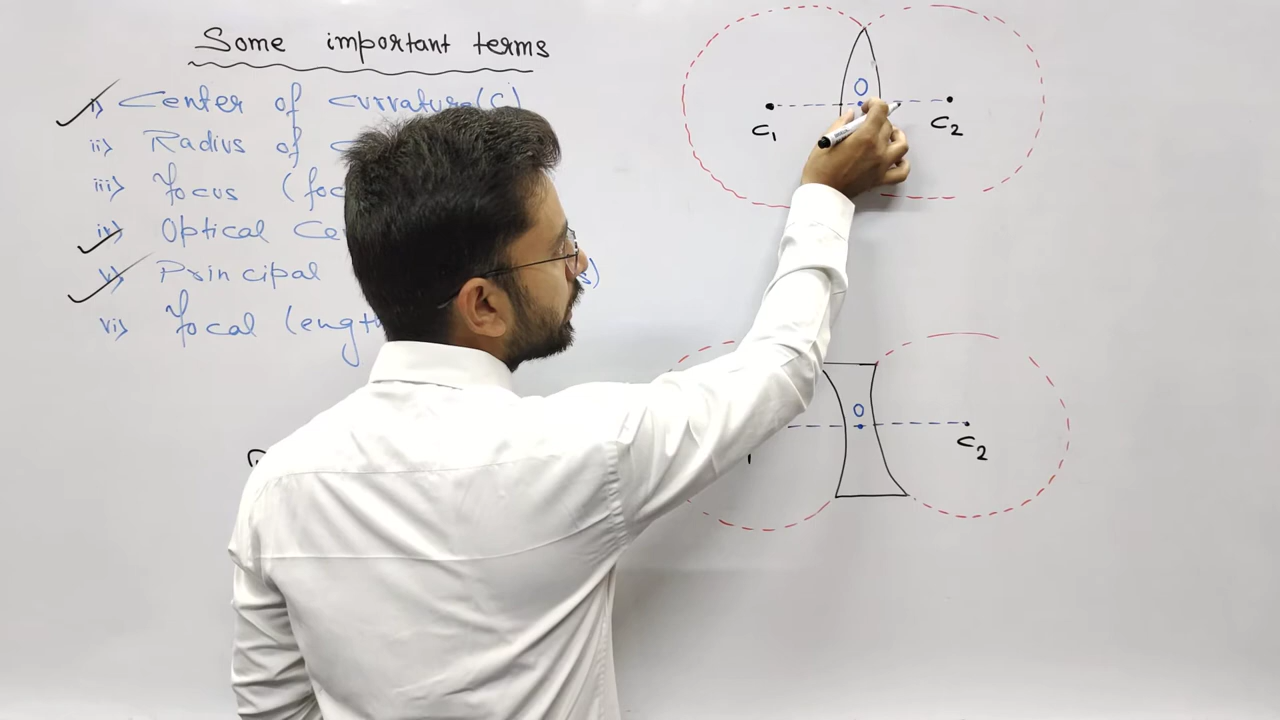 Some important terms
i> Center of Curvature (C)
ii> Radius of
iii> Focus (foc
iv> Optical Ce
v> Principal s)
vi> Focal length
O
C1 C2
O
C2